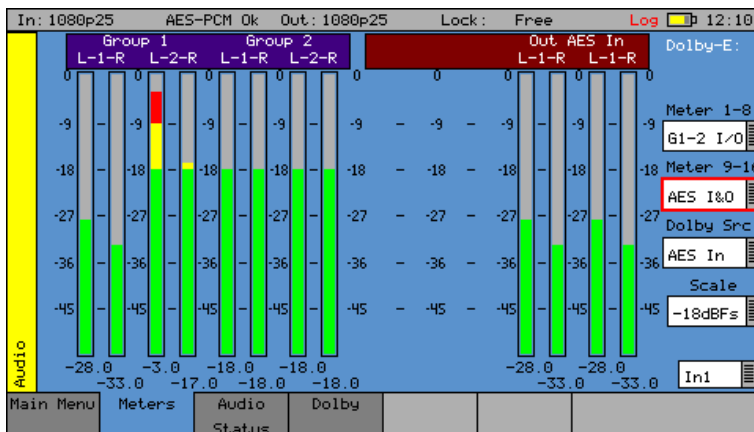 In: 1080p25 AES-PCM Ok Out: 1080p25 Lock: Free Log 12:10
Group 1 Group 2 Out AES In
L-1-R L-2-R L-1-R L-2-R L-1-R L-1-R
Dolby-E:
0 0 0 0 0 0 0 0 0
-9 -9 -9 -9 -9 -9 -9 -9 -9
-18 -18 -18 -18 -18 -18 -18 -18 -18
-27 -27 -27 -27 -27 -27 -27 -27 -27
-36 -36 -36 -36 -36 -36 -36 -36 -36
-45 -45 -45 -45 -45 -45 -45 -45 -45
-28.0 -3.0 -18.0 -18.0 -28.0 -28.0
-33.0 -17.0 -18.0 -18.0 -33.0 -33.0
Meter 1-8
G1-2 I/O
Meter 9-16
AES I&O
Dolby Src
AES In
Scale
-18dBFs
In1
Audio
Main Menu Meters Audio Status Dolby